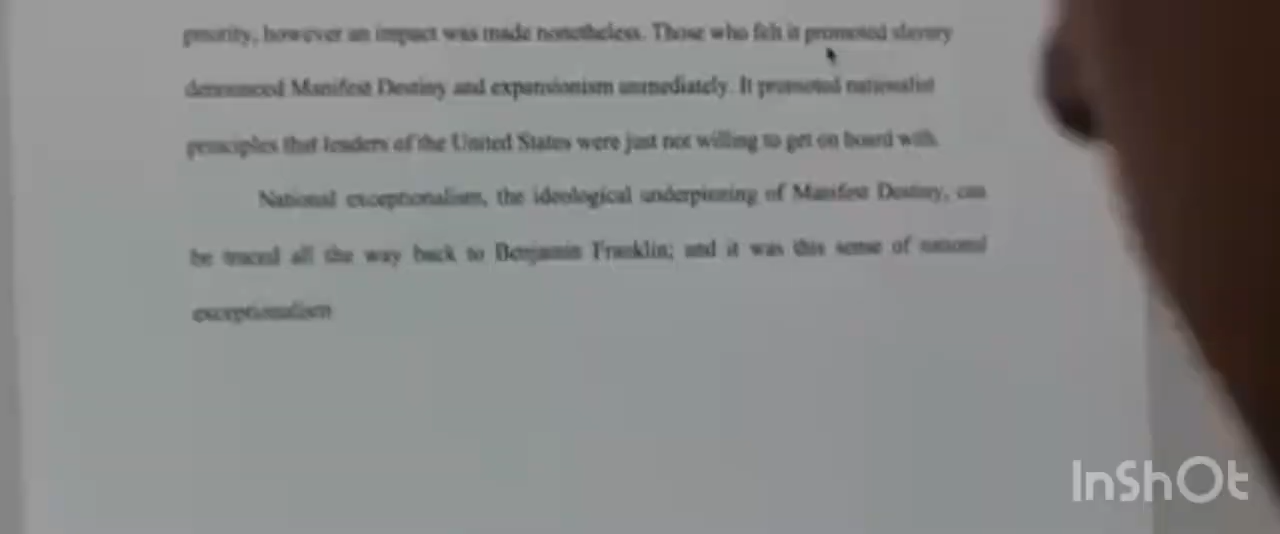 priority, however an impact was made nonetheless. Those who felt it promoted slavery
denounced Manifest Destiny and expansionism immediately. It promoted nationalist
principles that leaders of the United States were just not willing to get on board with.
National exceptionalism, the ideological underpinning of Manifest Destiny, can
be traced all the way back to Benjamin Franklin; and it was this sense of national
exceptionalism
InShOt